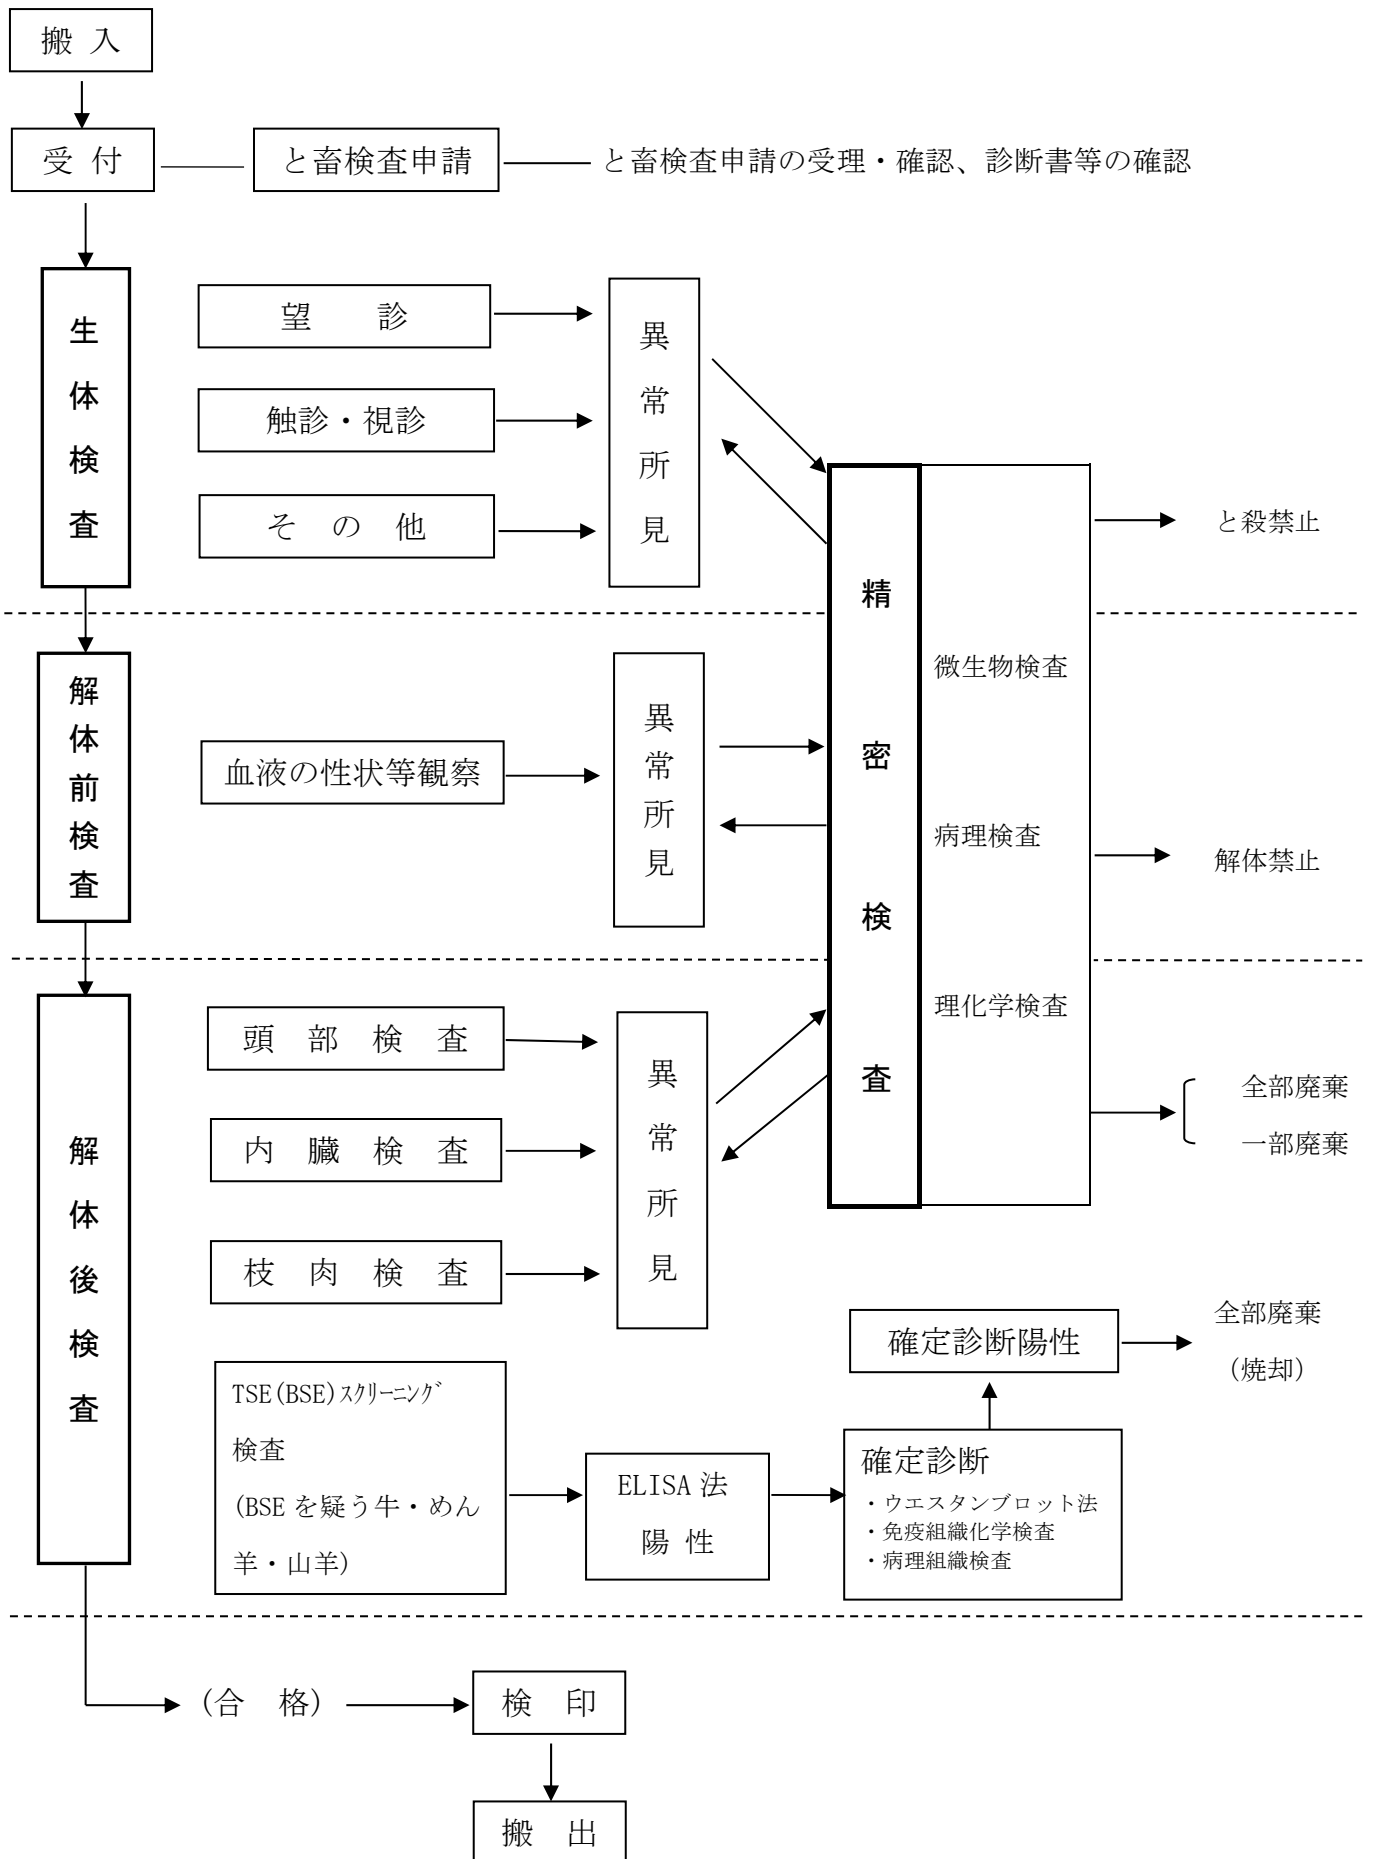 搬 入
受 付
と畜検査申請
と畜検査申請の受理・確認、診断書等の確認
生体検査
望 診
触診・視診
そ の 他
異常所見
精密検査
微生物検査
病理検査
理化学検査
と殺禁止
解体前検査
血液の性状等観察
異常所見
解体禁止
解体後検査
頭 部 検 査
内 臓 検 査
枝 肉 検 査
異常所見
全部廃棄
一部廃棄
TSE(BSE)ｽｸﾘｰﾆﾝｸﾞ
検査
(BSE を疑う牛・めん
羊・山羊)
ELISA 法
陽 性
確定診断
・ウエスタンブロット法
・免疫組織化学検査
・病理組織検査
確定診断陽性
全部廃棄
(焼却)
(合 格)
検 印
搬 出